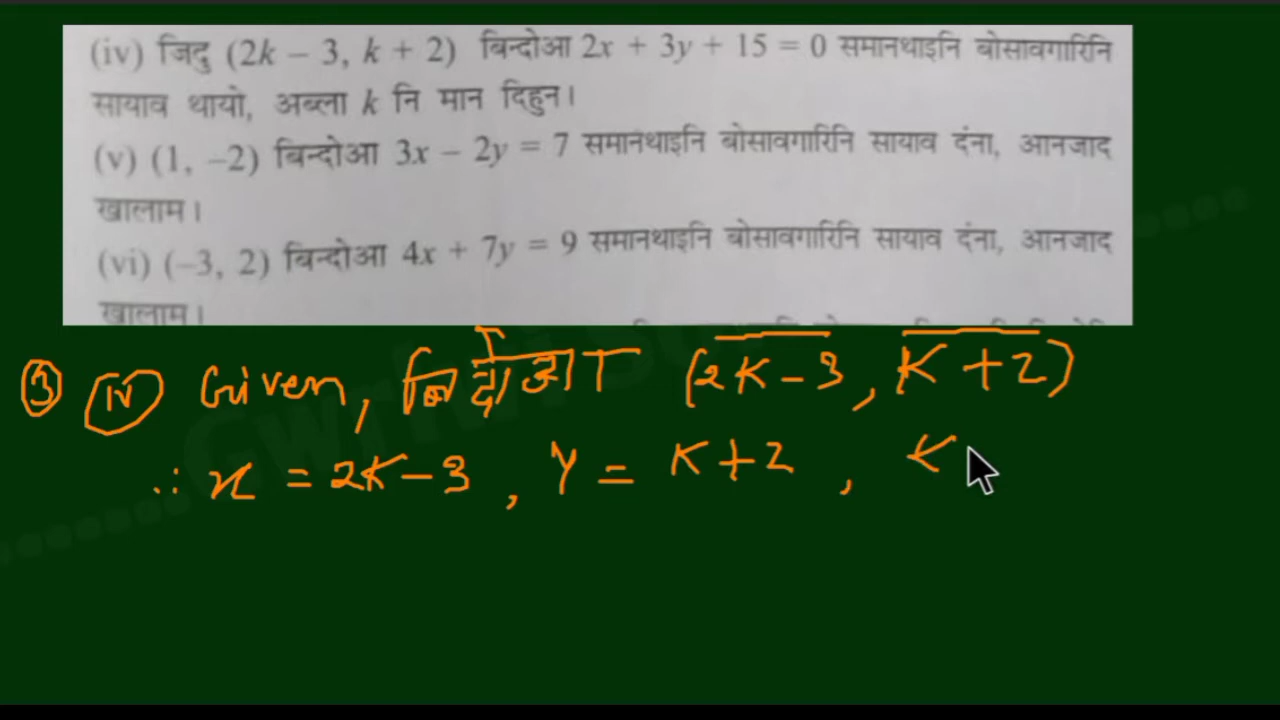 (iv) जिदु (2k – 3, k + 2) बिन्दोआ 2x + 3y + 15 = 0 समानथाइनि बोसावगारिनि
सायाव थायो, अब्ला k नि मान दिहुन।
(v) (1, –2) बिन्दोआ 3x – 2y = 7 समानथाइनि बोसावगारिनि सायाव दंना, आनजाद
खालाम।
(vi) (–3, 2) बिन्दोआ 4x + 7y = 9 समानथाइनि बोसावगारिनि सायाव दंना, आनजाद
खालाम।
③ (iv) Given, बिन्दोआ (2K – 3, K + 2)
∴ x = 2K – 3, Y = K + 2, K